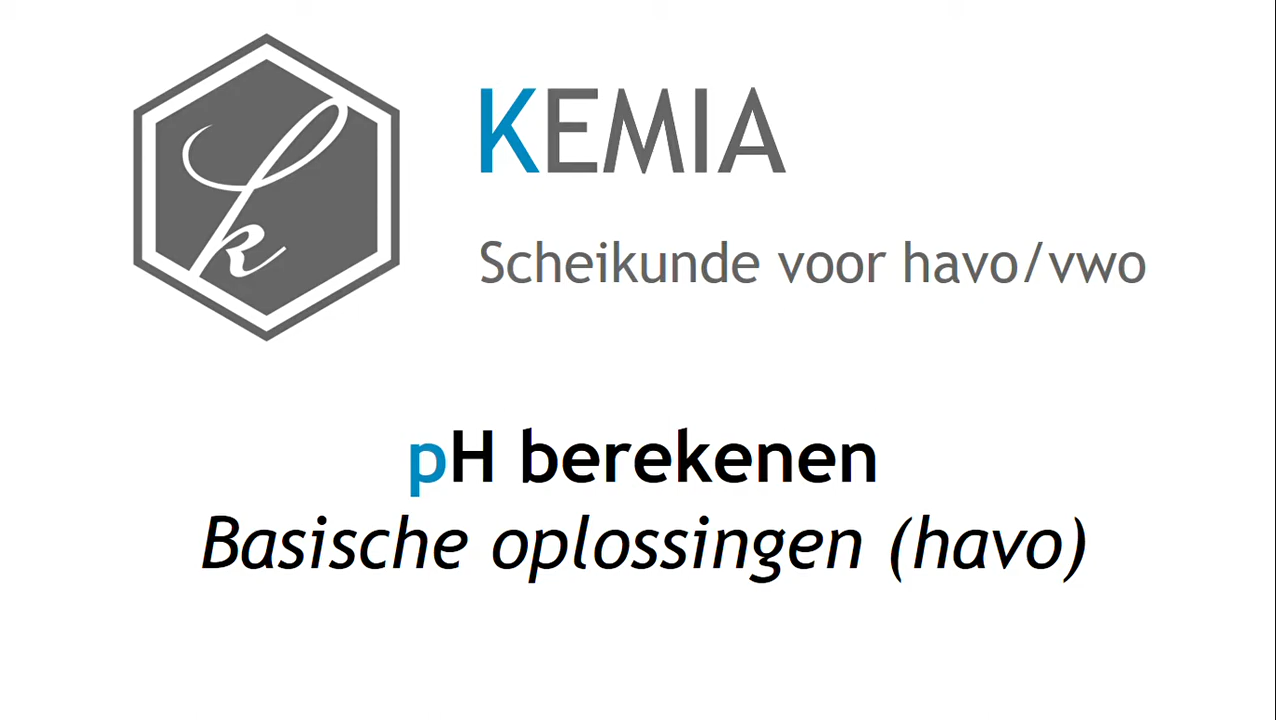 k
KEMIA
Scheikunde voor havo/vwo
pH berekenen
Basische oplossingen (havo)